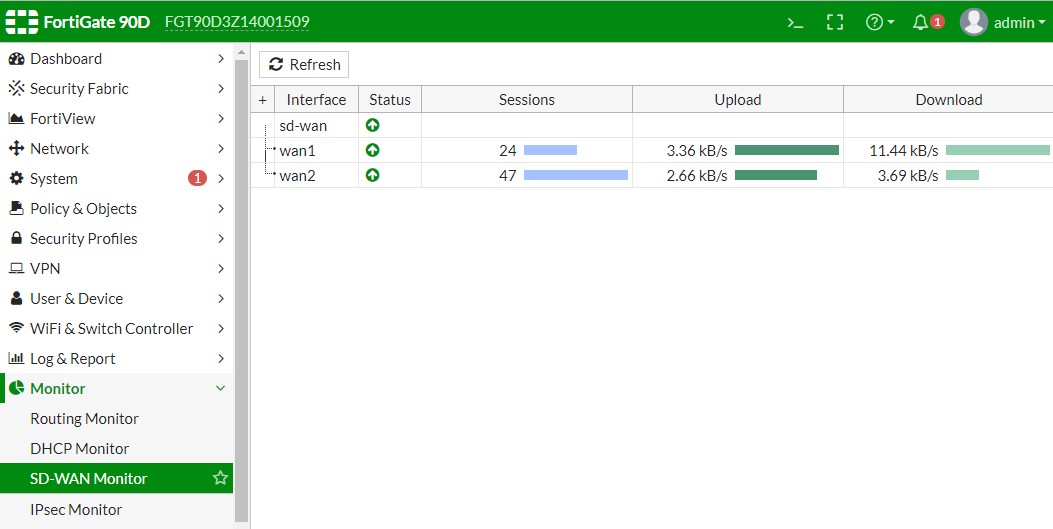 FortiGate 90D FGT90D3Z14001509 >_ ? 1 admin
Dashboard
Security Fabric
FortiView
Network
System 1
Policy & Objects
Security Profiles
VPN
User & Device
WiFi & Switch Controller
Log & Report
Monitor
Routing Monitor
DHCP Monitor
SD-WAN Monitor
IPsec Monitor
Refresh
+ Interface Status Sessions Upload Download
sd-wan
wan1 24 3.36 kB/s 11.44 kB/s
wan2 47 2.66 kB/s 3.69 kB/s